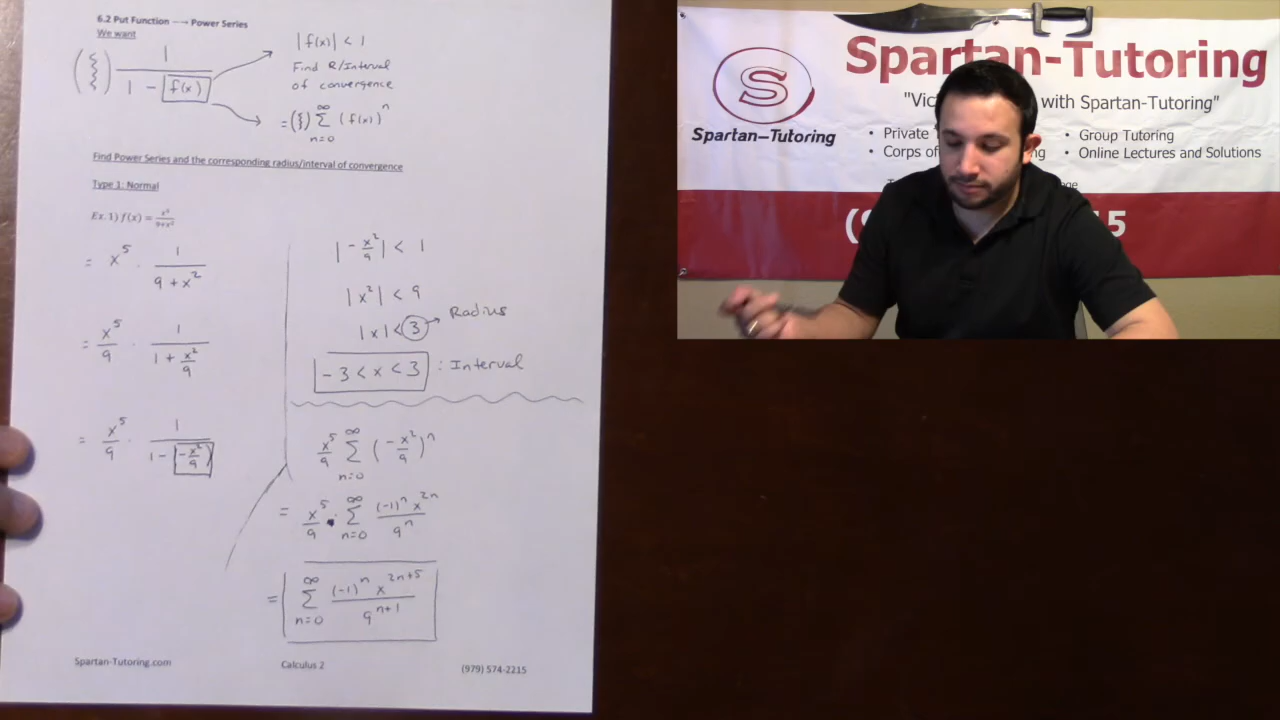 6.2 Put Function ---→ Power Series
We want
( { ) 1 / (1 - f(x))
|f(x)| < 1
Find R/Interval
of convergence
= ( { ) ∞ Σ n=0 (f(x))^n
Find Power Series and the corresponding radius/interval of convergence
Type 1: Normal
Ex. 1) f(x) = x^5/(9+x^2)
= x^5 · 1/(9 + x^2)
= x^5/9 · 1/(1 + x^2/9)
= x^5/9 · 1/(1 - (-x^2/9))
|-x^2/9| < 1
|x^2| < 9
|x| < 3 → Radius
-3 < x < 3 : Interval
x^5/9 ∞ Σ n=0 (-x^2/9)^n
= x^5/9 · ∞ Σ n=0 (-1)^n x^2n / 9^n
= ∞ Σ n=0 (-1)^n x^2n+5 / 9^n+1
Spartan-Tutoring.com Calculus 2 (979) 574-2215
S
Spartan-Tutoring
Spartan-Tutoring
"Vic with Spartan-Tutoring"
• Private
• Group Tutoring
• Corps of ng
• Online Lectures and Solutions
(S 15